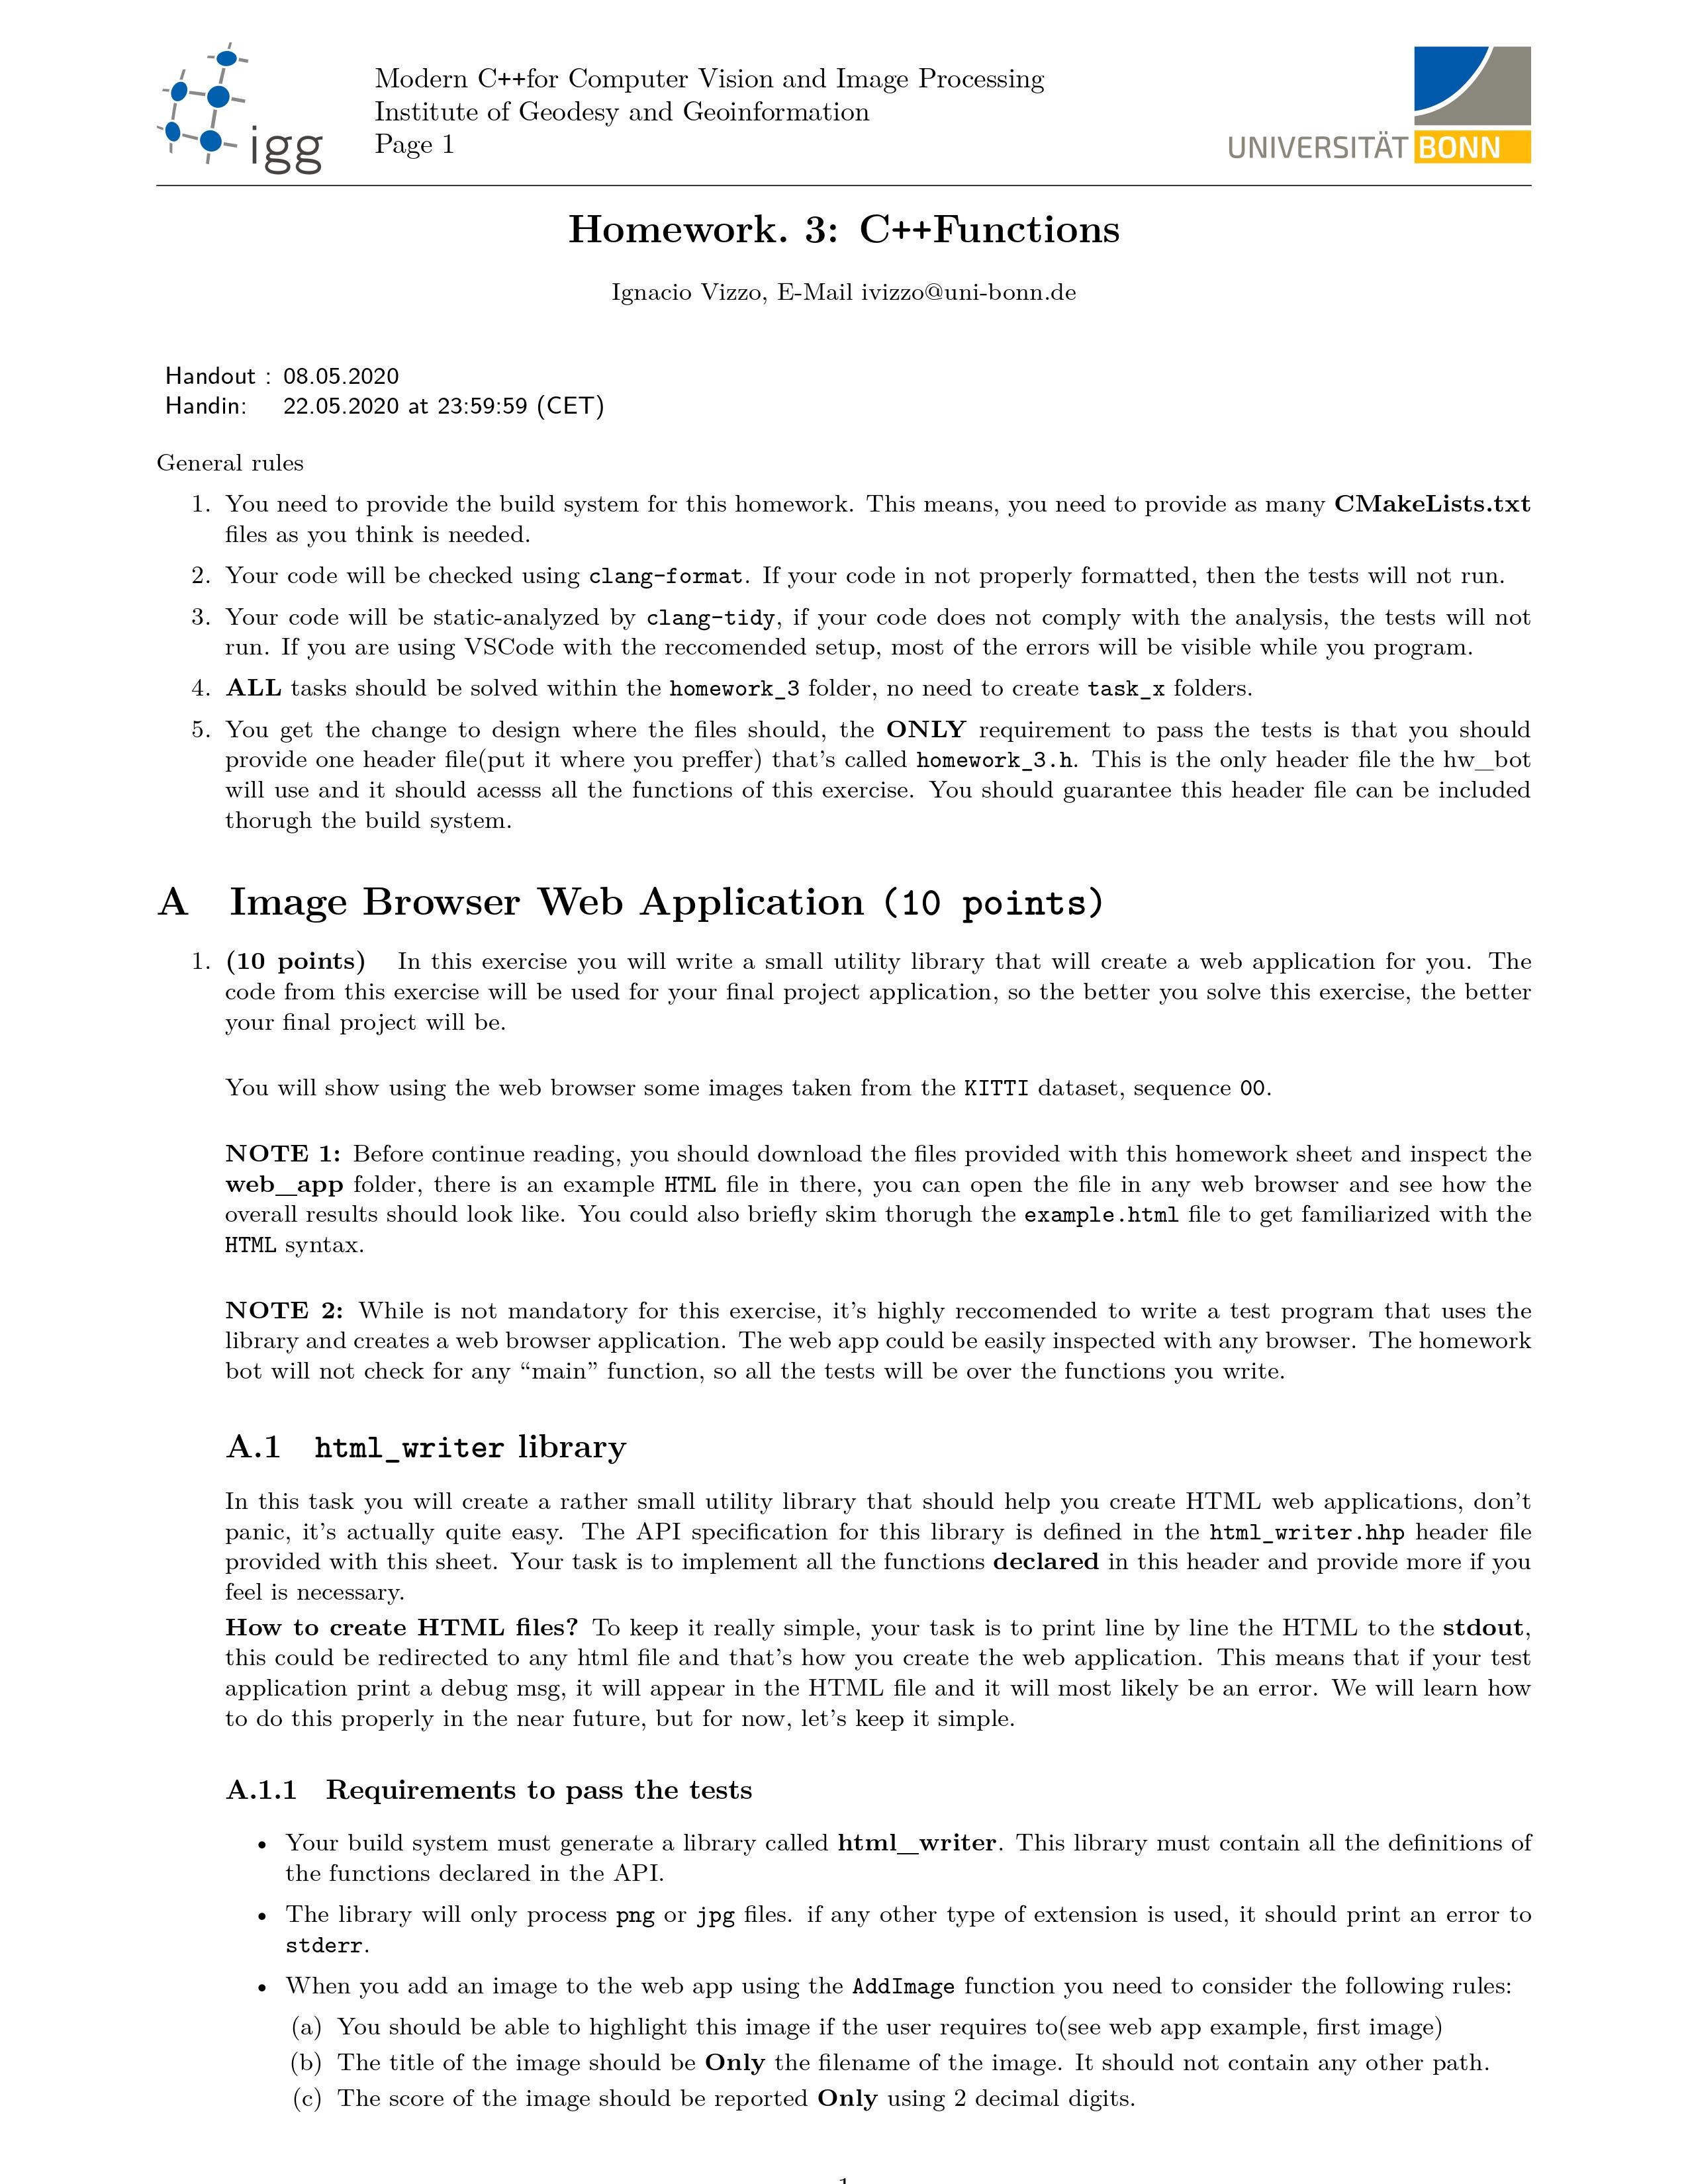 igg
Modern C++for Computer Vision and Image Processing
Institute of Geodesy and Geoinformation
Page 1
UNIVERSITÄT BONN
Homework. 3: C++Functions
Ignacio Vizzo, E-Mail ivizzo@uni-bonn.de
Handout : 08.05.2020
Handin: 22.05.2020 at 23:59:59 (CET)
General rules
1. You need to provide the build system for this homework. This means, you need to provide as many CMakeLists.txt
files as you think is needed.
2. Your code will be checked using clang-format. If your code in not properly formatted, then the tests will not run.
3. Your code will be static-analyzed by clang-tidy, if your code does not comply with the analysis, the tests will not
run. If you are using VSCode with the reccomended setup, most of the errors will be visible while you program.
4. ALL tasks should be solved within the homework_3 folder, no need to create task_x folders.
5. You get the change to design where the files should, the ONLY requirement to pass the tests is that you should
provide one header file(put it where you preffer) that's called homework_3.h. This is the only header file the hw_bot
will use and it should acesss all the functions of this exercise. You should guarantee this header file can be included
thorugh the build system.
A Image Browser Web Application (10 points)
1. (10 points) In this exercise you will write a small utility library that will create a web application for you. The
code from this exercise will be used for your final project application, so the better you solve this exercise, the better
your final project will be.
You will show using the web browser some images taken from the KITTI dataset, sequence 00.
NOTE 1: Before continue reading, you should download the files provided with this homework sheet and inspect the
web_app folder, there is an example HTML file in there, you can open the file in any web browser and see how the
overall results should look like. You could also briefly skim thorugh the example.html file to get familiarized with the
HTML syntax.
NOTE 2: While is not mandatory for this exercise, it's highly reccomended to write a test program that uses the
library and creates a web browser application. The web app could be easily inspected with any browser. The homework
bot will not check for any “main” function, so all the tests will be over the functions you write.
A.1 html_writer library
In this task you will create a rather small utility library that should help you create HTML web applications, don't
panic, it's actually quite easy. The API specification for this library is defined in the html_writer.hhp header file
provided with this sheet. Your task is to implement all the functions declared in this header and provide more if you
feel is necessary.
How to create HTML files? To keep it really simple, your task is to print line by line the HTML to the stdout,
this could be redirected to any html file and that's how you create the web application. This means that if your test
application print a debug msg, it will appear in the HTML file and it will most likely be an error. We will learn how
to do this properly in the near future, but for now, let's keep it simple.
A.1.1 Requirements to pass the tests
• Your build system must generate a library called html_writer. This library must contain all the definitions of
the functions declared in the API.
• The library will only process png or jpg files. if any other type of extension is used, it should print an error to
stderr.
• When you add an image to the web app using the AddImage function you need to consider the following rules:
(a) You should be able to highlight this image if the user requires to(see web app example, first image)
(b) The title of the image should be Only the filename of the image. It should not contain any other path.
(c) The score of the image should be reported Only using 2 decimal digits.
1